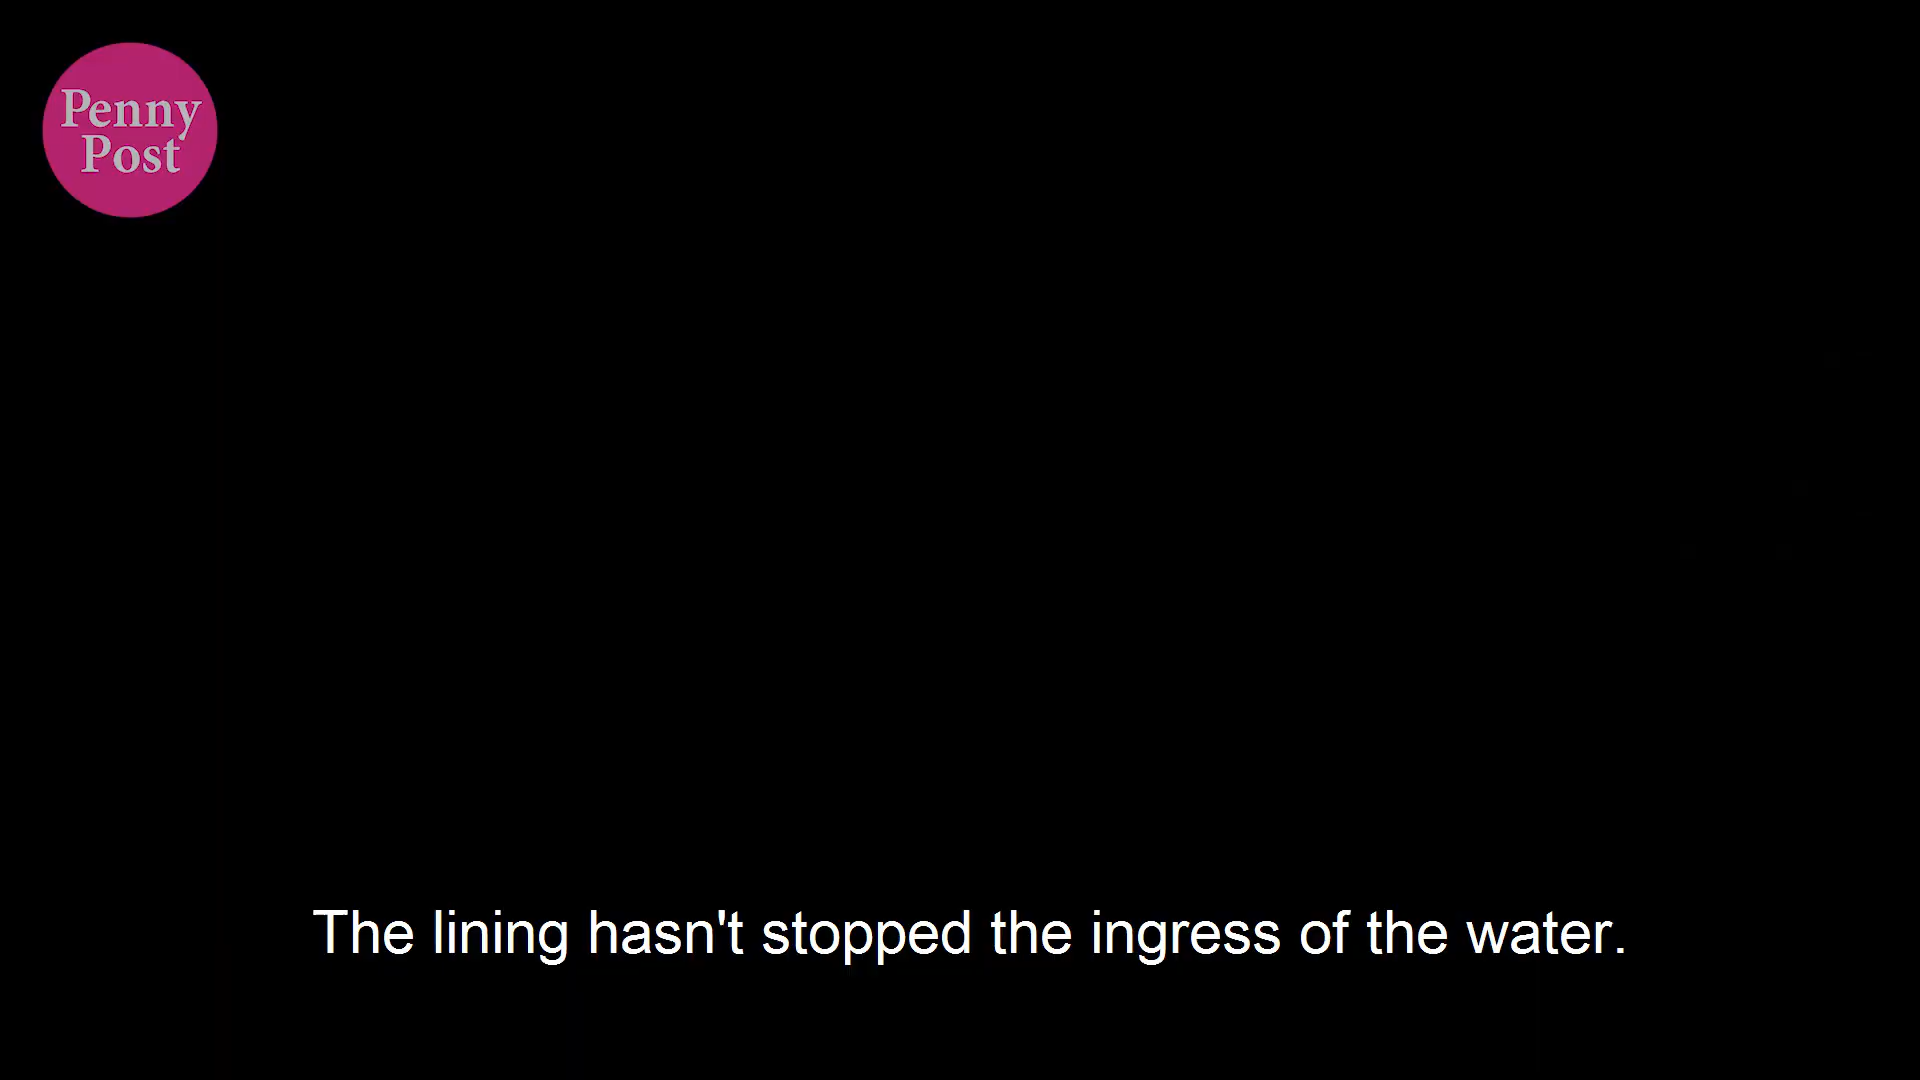 Penny
Post
The lining hasn't stopped the ingress of the water.